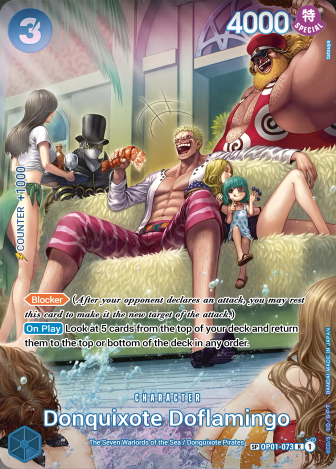 3
4000
特
SPECIAL
COUNTER +1000
Blocker (After your opponent declares an attack, you may rest
this card to make it the new target of the attack.)
On Play Look at 5 cards from the top of your deck and return
them to the top or bottom of the deck in any order.
CHARACTER
Donquixote Doflamingo
The Seven Warlords of the Sea / Donquixote Pirates
SP OP01-073 R 1